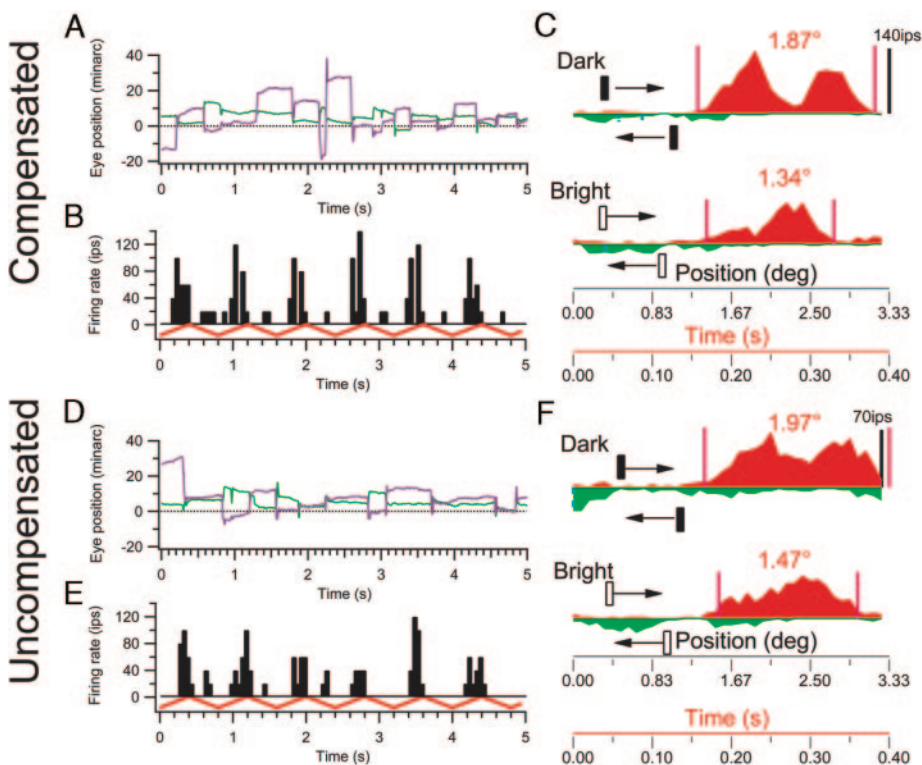 Compensated
A
Eye position (minarc)
40
20
0
-20
0
1
2
3
4
5
Time (s)
B
Firing rate (ips)
120
80
40
0
0
1
2
3
4
5
Time (s)
C
1.87°
140ips
Dark
1.34°
Bright
Position (deg)
0.00
0.83
1.67
2.50
3.33
Time (s)
0.00
0.10
0.20
0.30
0.40
Uncompensated
D
Eye position (minarc)
40
20
0
-20
0
1
2
3
4
5
Time (s)
E
Firing rate (ips)
120
80
40
0
0
1
2
3
4
5
Time (s)
F
1.97°
70ips
Dark
1.47°
Bright
Position (deg)
0.00
0.83
1.67
2.50
3.33
Time (s)
0.00
0.10
0.20
0.30
0.40